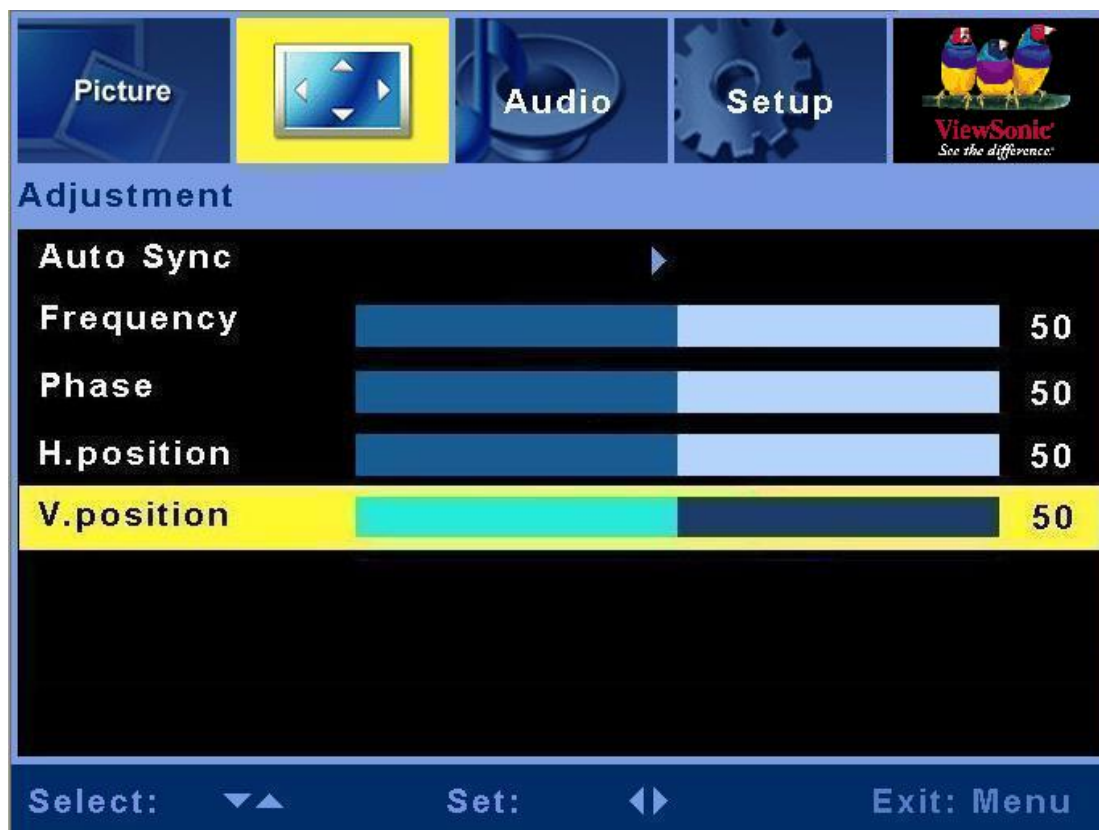 Picture
Audio
Setup
ViewSonic®
See the difference.™
Adjustment
Auto Sync
Frequency 50
Phase 50
H.position 50
V.position 50
Select: Set: Exit: Menu